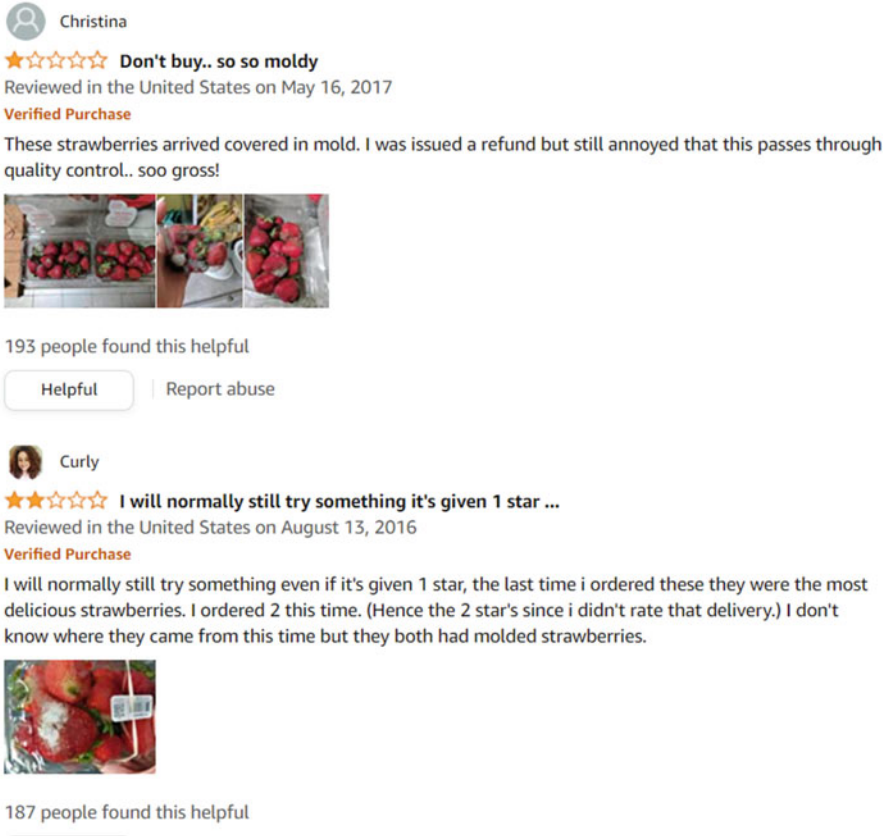 Christina
Don't buy.. so so moldy
Reviewed in the United States on May 16, 2017
Verified Purchase
These strawberries arrived covered in mold. I was issued a refund but still annoyed that this passes through
quality control.. soo gross!
193 people found this helpful
Helpful
Report abuse
Curly
I will normally still try something it's given 1 star ...
Reviewed in the United States on August 13, 2016
Verified Purchase
I will normally still try something even if it's given 1 star, the last time i ordered these they were the most
delicious strawberries. I ordered 2 this time. (Hence the 2 star's since i didn't rate that delivery.) I don't
know where they came from this time but they both had molded strawberries.
187 people found this helpful